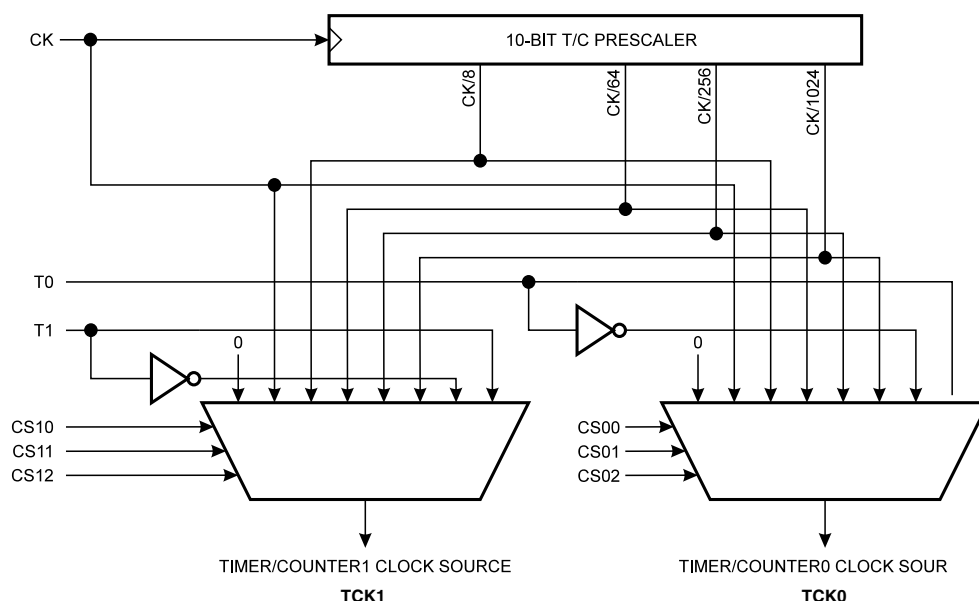 CK
10-BIT T/C PRESCALER
CK/8
CK/64
CK/256
CK/1024
T0
T1
0
0
CS10
CS11
CS12
CS00
CS01
CS02
TIMER/COUNTER1 CLOCK SOURCE
TCK1
TIMER/COUNTER0 CLOCK SOUR
TCK0